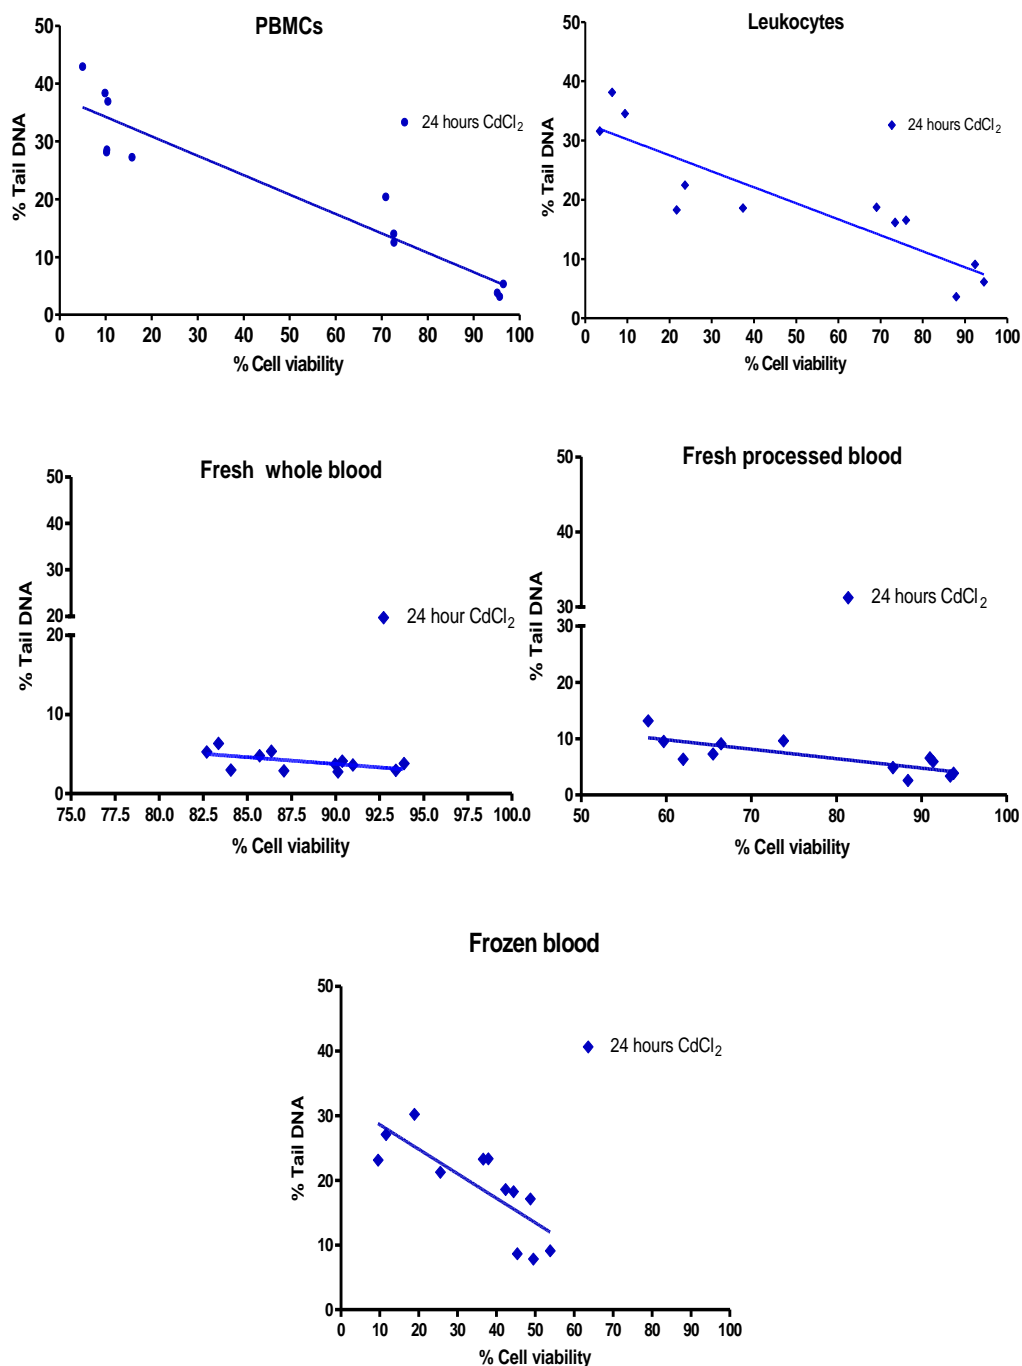 PBMCs
50
40
30
20
10
0
% Tail DNA
24 hours CdCl2
0 10 20 30 40 50 60 70 80 90 100
% Cell viability
Leukocytes
50
40
30
20
10
0
% Tail DNA
24 hours CdCl2
0 10 20 30 40 50 60 70 80 90 100
% Cell viability
Fresh whole blood
50
40
30
20
20
10
0
% Tail DNA
24 hour CdCl2
75.0 77.5 80.0 82.5 85.0 87.5 90.0 92.5 95.0 97.5 100.0
% Cell viability
Fresh processed blood
50
40
30
30
20
10
0
% Tail DNA
24 hours CdCl2
50 60 70 80 90 100
% Cell viability
Frozen blood
50
40
30
20
10
0
% Tail DNA
24 hours CdCl2
0 10 20 30 40 50 60 70 80 90 100
% Cell viability